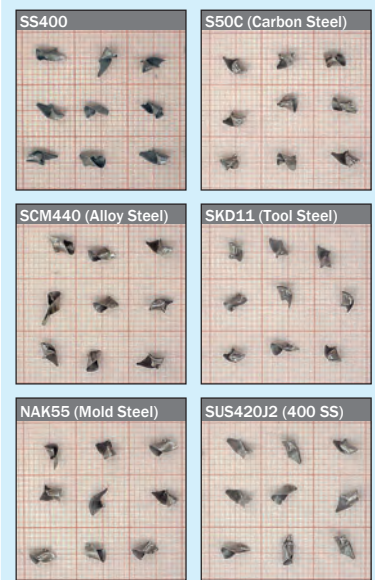 SS400
S50C (Carbon Steel)
SCM440 (Alloy Steel)
SKD11 (Tool Steel)
NAK55 (Mold Steel)
SUS420J2 (400 SS)